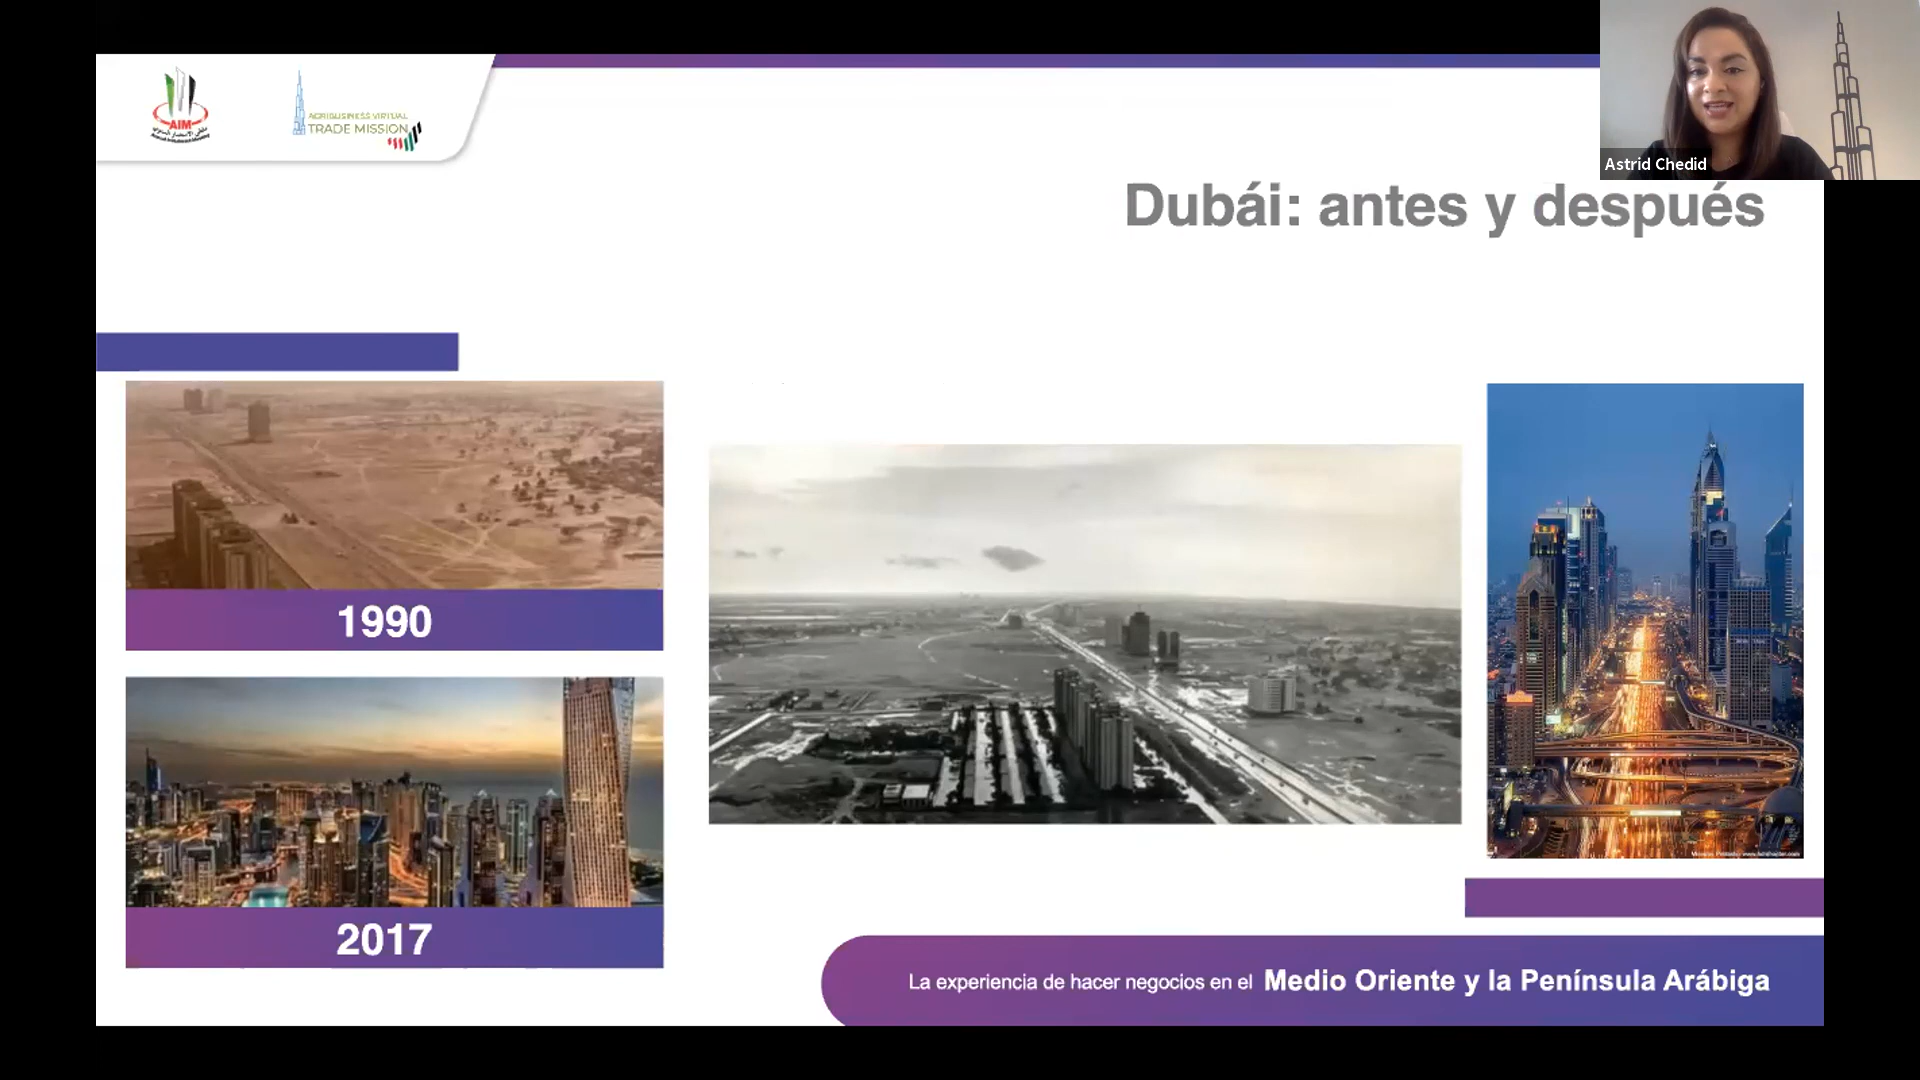 AIM
AGRIBUSINESS VIRTUAL
TRADE MISSION
Astrid Chedid
Dubái: antes y después
1990
2017
La experiencia de hacer negocios en el Medio Oriente y la Península Arábiga